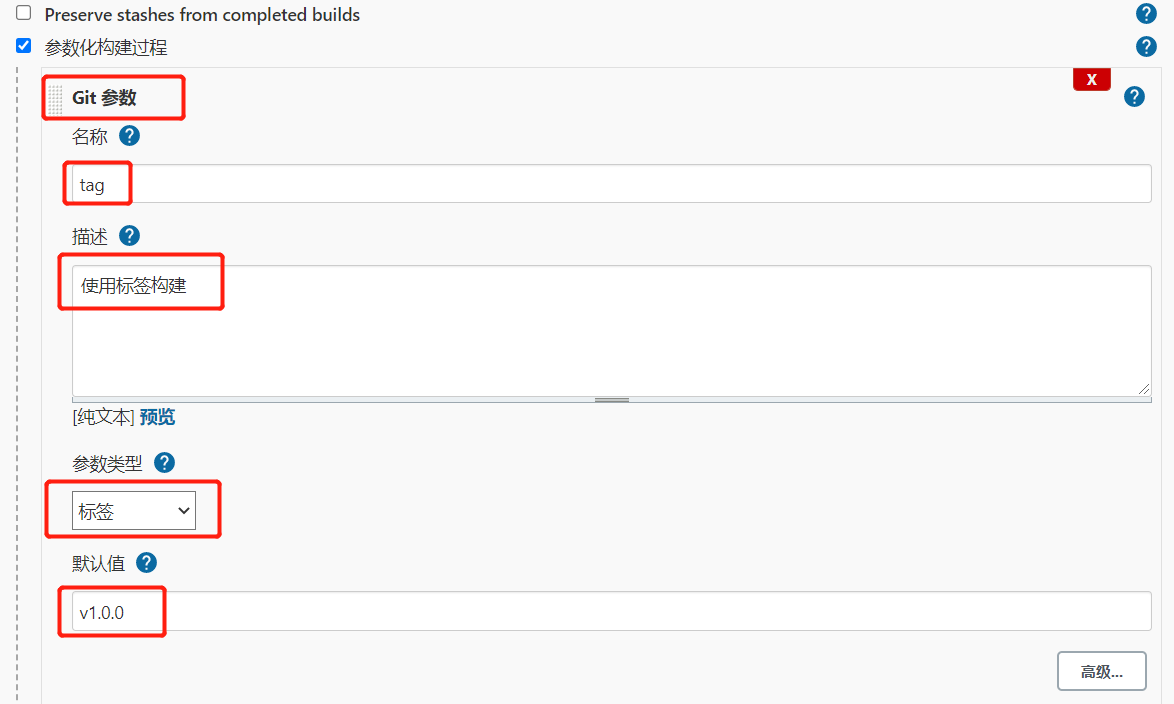 Preserve stashes from completed builds
参数化构建过程
X
Git 参数
名称
tag
描述
使用标签构建
[纯文本] 预览
参数类型
标签
默认值
v1.0.0
高级...